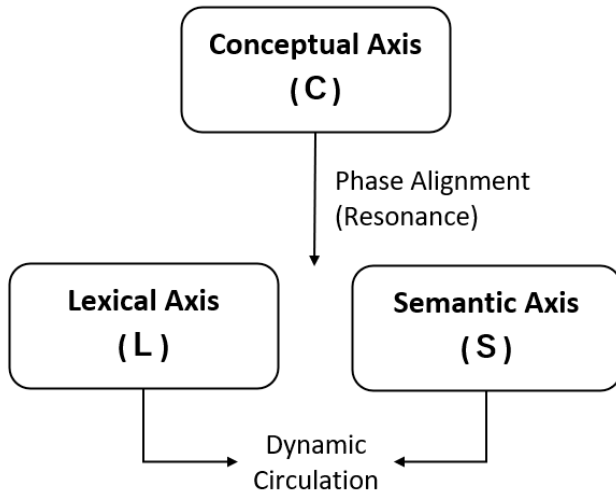 Conceptual Axis
(C)
Phase Alignment
(Resonance)
Lexical Axis
(L)
Semantic Axis
(S)
Dynamic
Circulation